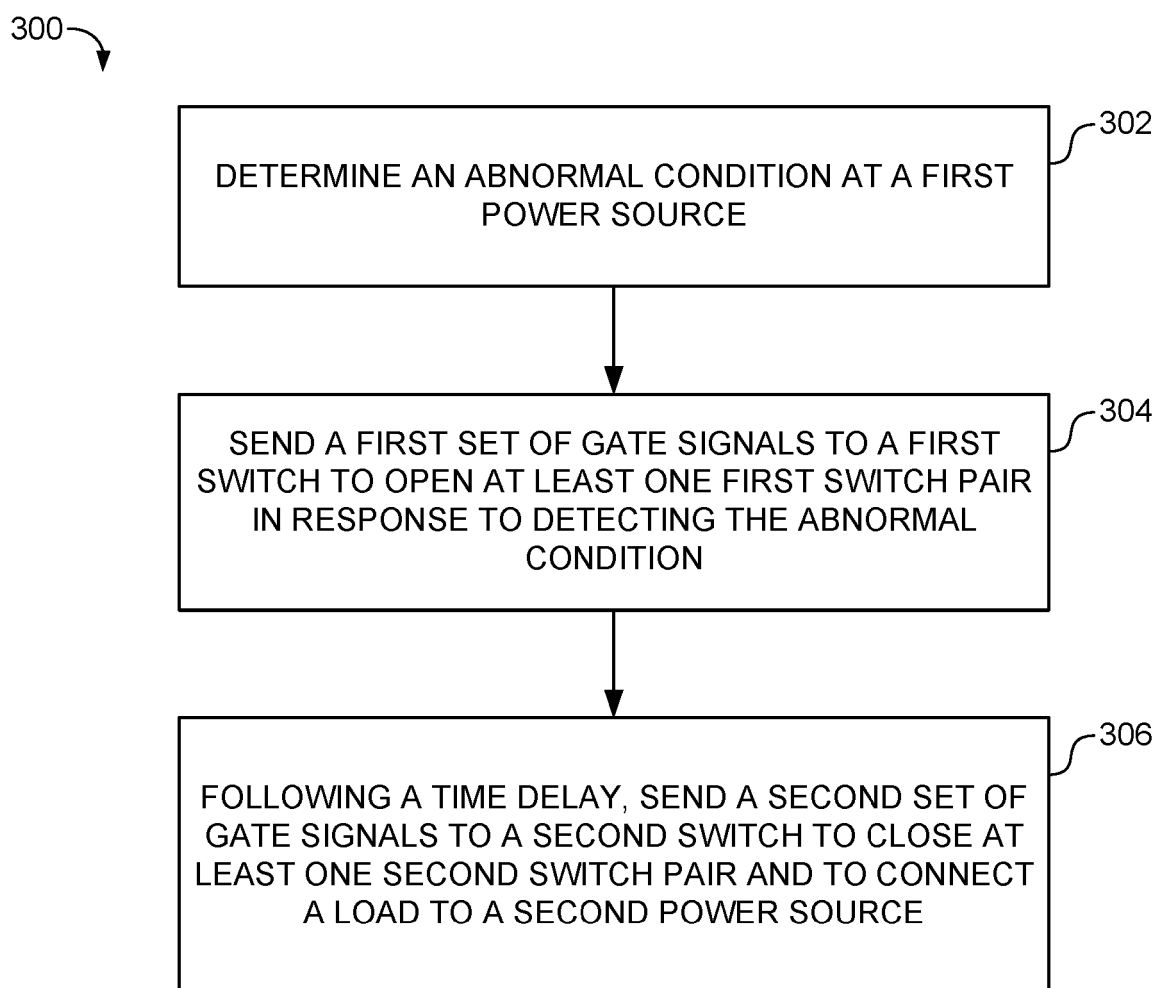 300
302
DETERMINE AN ABNORMAL CONDITION AT A FIRST
POWER SOURCE
304
SEND A FIRST SET OF GATE SIGNALS TO A FIRST
SWITCH TO OPEN AT LEAST ONE FIRST SWITCH PAIR
IN RESPONSE TO DETECTING THE ABNORMAL
CONDITION
306
FOLLOWING A TIME DELAY, SEND A SECOND SET OF
GATE SIGNALS TO A SECOND SWITCH TO CLOSE AT
LEAST ONE SECOND SWITCH PAIR AND TO CONNECT
A LOAD TO A SECOND POWER SOURCE